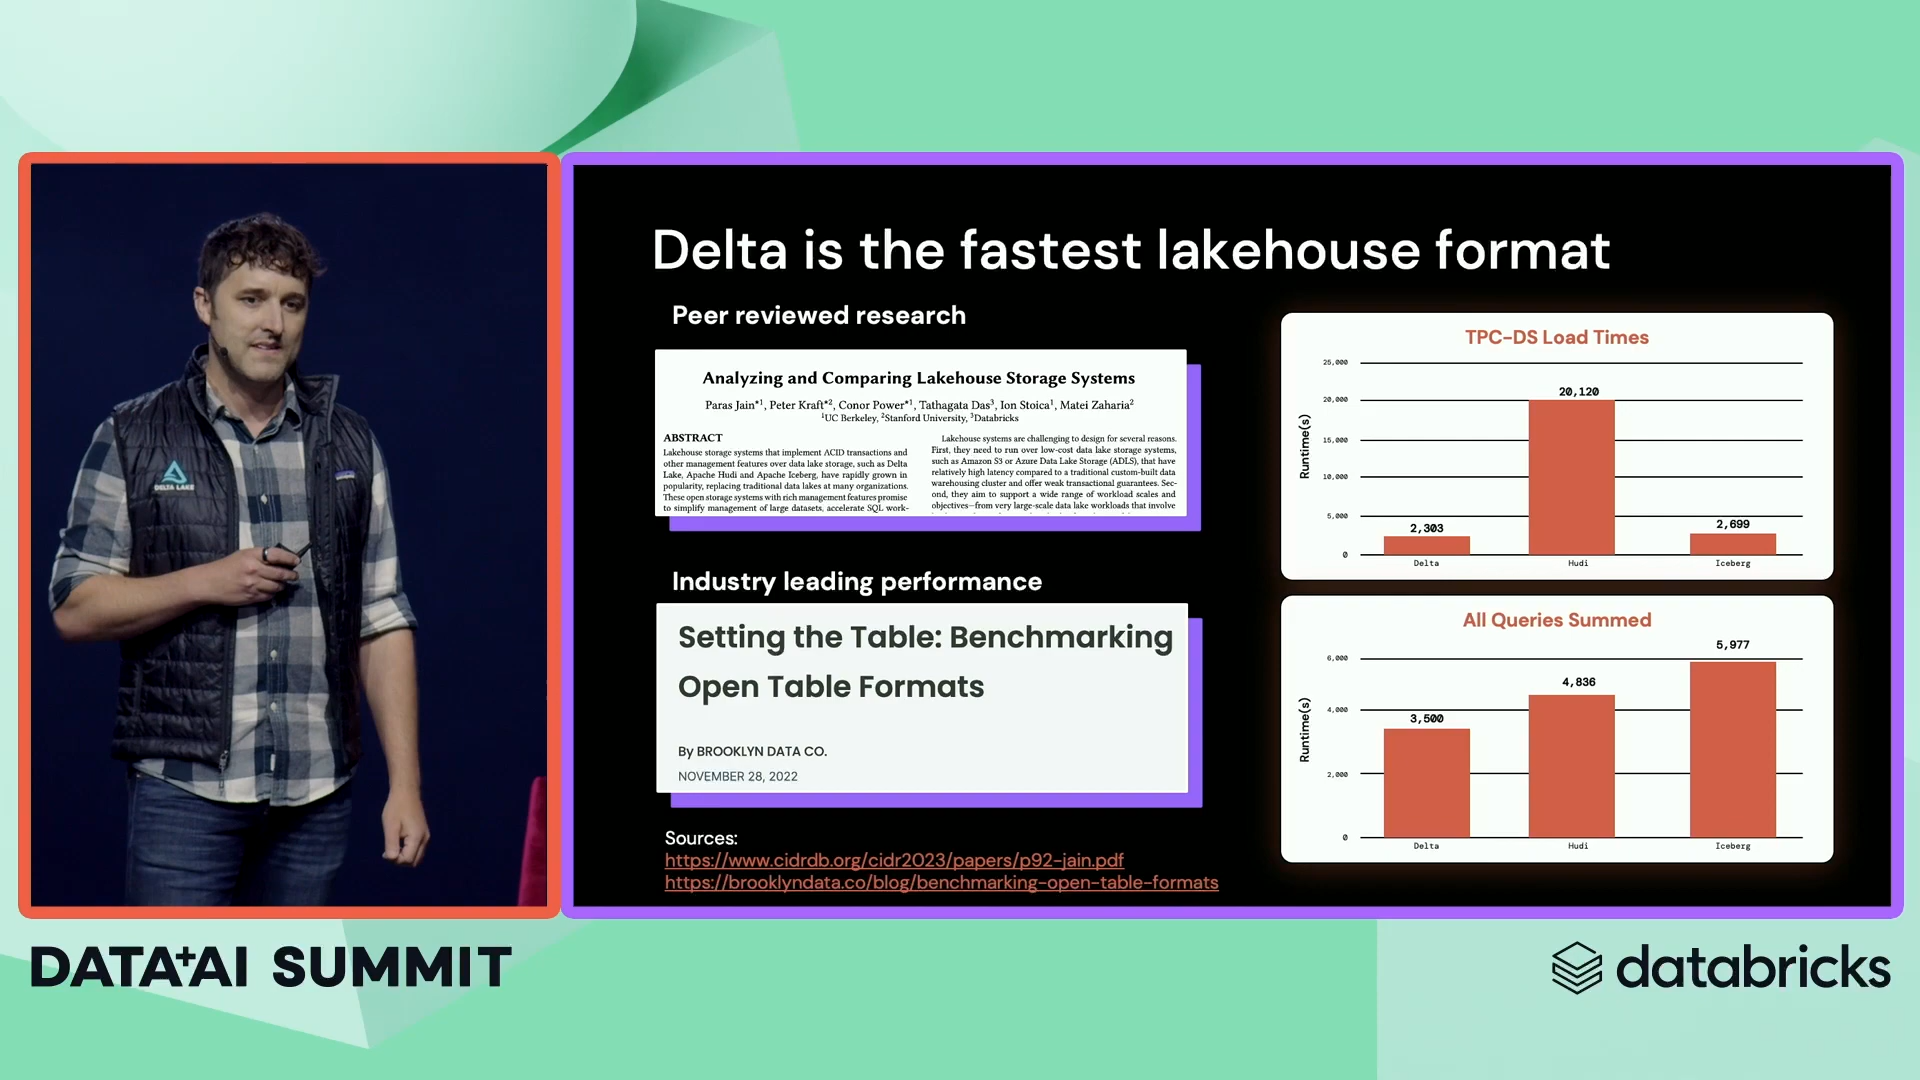 Delta is the fastest lakehouse format
Peer reviewed research
Analyzing and Comparing Lakehouse Storage Systems
Paras Jain*1, Peter Kraft*2, Conor Power*1, Tathagata Das3, Ion Stoica1, Matei Zaharia2
1UC Berkeley, 2Stanford University, 3Databricks
ABSTRACT
Lakehouse storage systems that implement ACID transactions and
other management features over data lake storage, such as Delta
Lake, Apache Hudi and Apache Iceberg, have rapidly grown in
popularity, replacing traditional data lakes at many organizations.
These open storage systems with rich management features promise
to simplify management of large datasets, accelerate SQL work-
Lakehouse systems are challenging to design for several reasons.
First, they need to run over low-cost data lake storage systems,
such as Amazon S3 or Azure Data Lake Storage (ADLS), that have
relatively high latency compared to a traditional custom-built data
warehousing cluster and offer weak transactional guarantees. Sec-
ond, they aim to support a wide range of workload scales and
objectives—from very large-scale data lake workloads that involve
Industry leading performance
Setting the Table: Benchmarking
Open Table Formats
By BROOKLYN DATA CO.
NOVEMBER 28, 2022
Sources:
https://www.cidrdb.org/cidr2023/papers/p92-jain.pdf
https://brooklyndata.co/blog/benchmarking-open-table-formats
TPC-DS Load Times
Runtime(s)
25,000
20,000
15,000
10,000
5,000
0
2,303
20,120
2,699
Delta
Hudi
Iceberg
All Queries Summed
Runtime(s)
6,000
4,000
2,000
0
3,500
4,836
5,977
Delta
Hudi
Iceberg
DELTA LAKE
DATA+AI SUMMIT
databricks